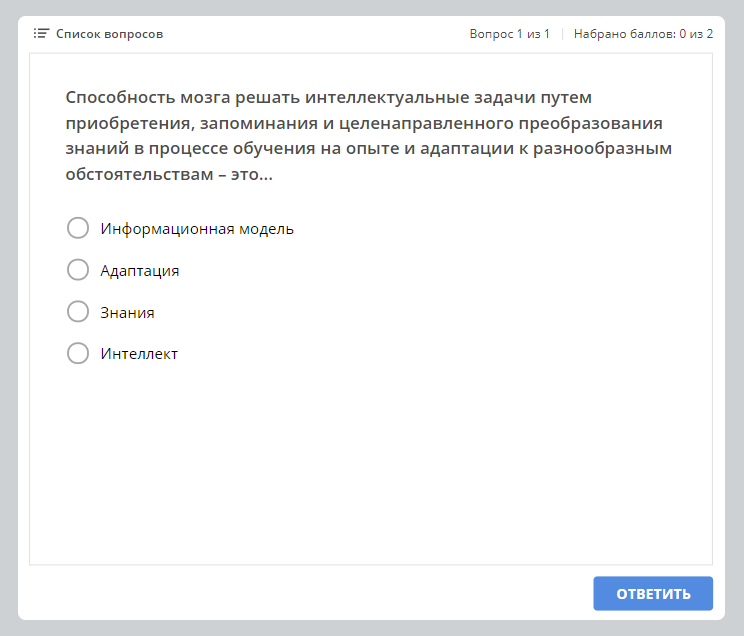 Список вопросов
Вопрос 1 из 1
Набрано баллов: 0 из 2
Способность мозга решать интеллектуальные задачи путем
приобретения, запоминания и целенаправленного преобразования
знаний в процессе обучения на опыте и адаптации к разнообразным
обстоятельствам – это...
Информационная модель
Адаптация
Знания
Интеллект
ОТВЕТИТЬ